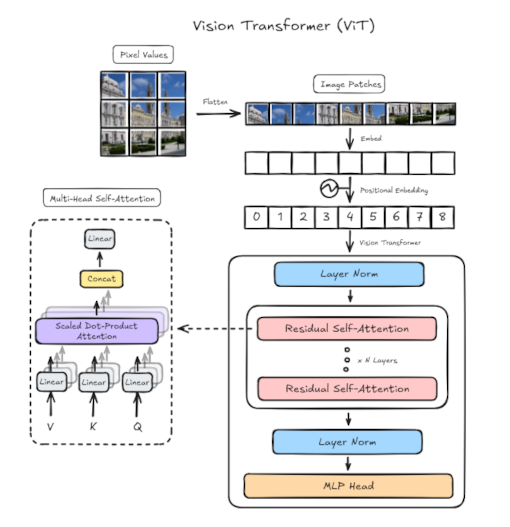 Vision Transformer (ViT)
Pixel Values
Image Patches
Flatten
Embed
Positional Embedding
0 1 2 3 4 5 6 7 8
Vision Transformer
Multi-Head Self-Attention
Linear
Concat
Scaled Dot-Product
Attention
Linear Linear Linear
V K Q
Layer Norm
Residual Self-Attention
x N Layers
Residual Self-Attention
Layer Norm
MLP Head